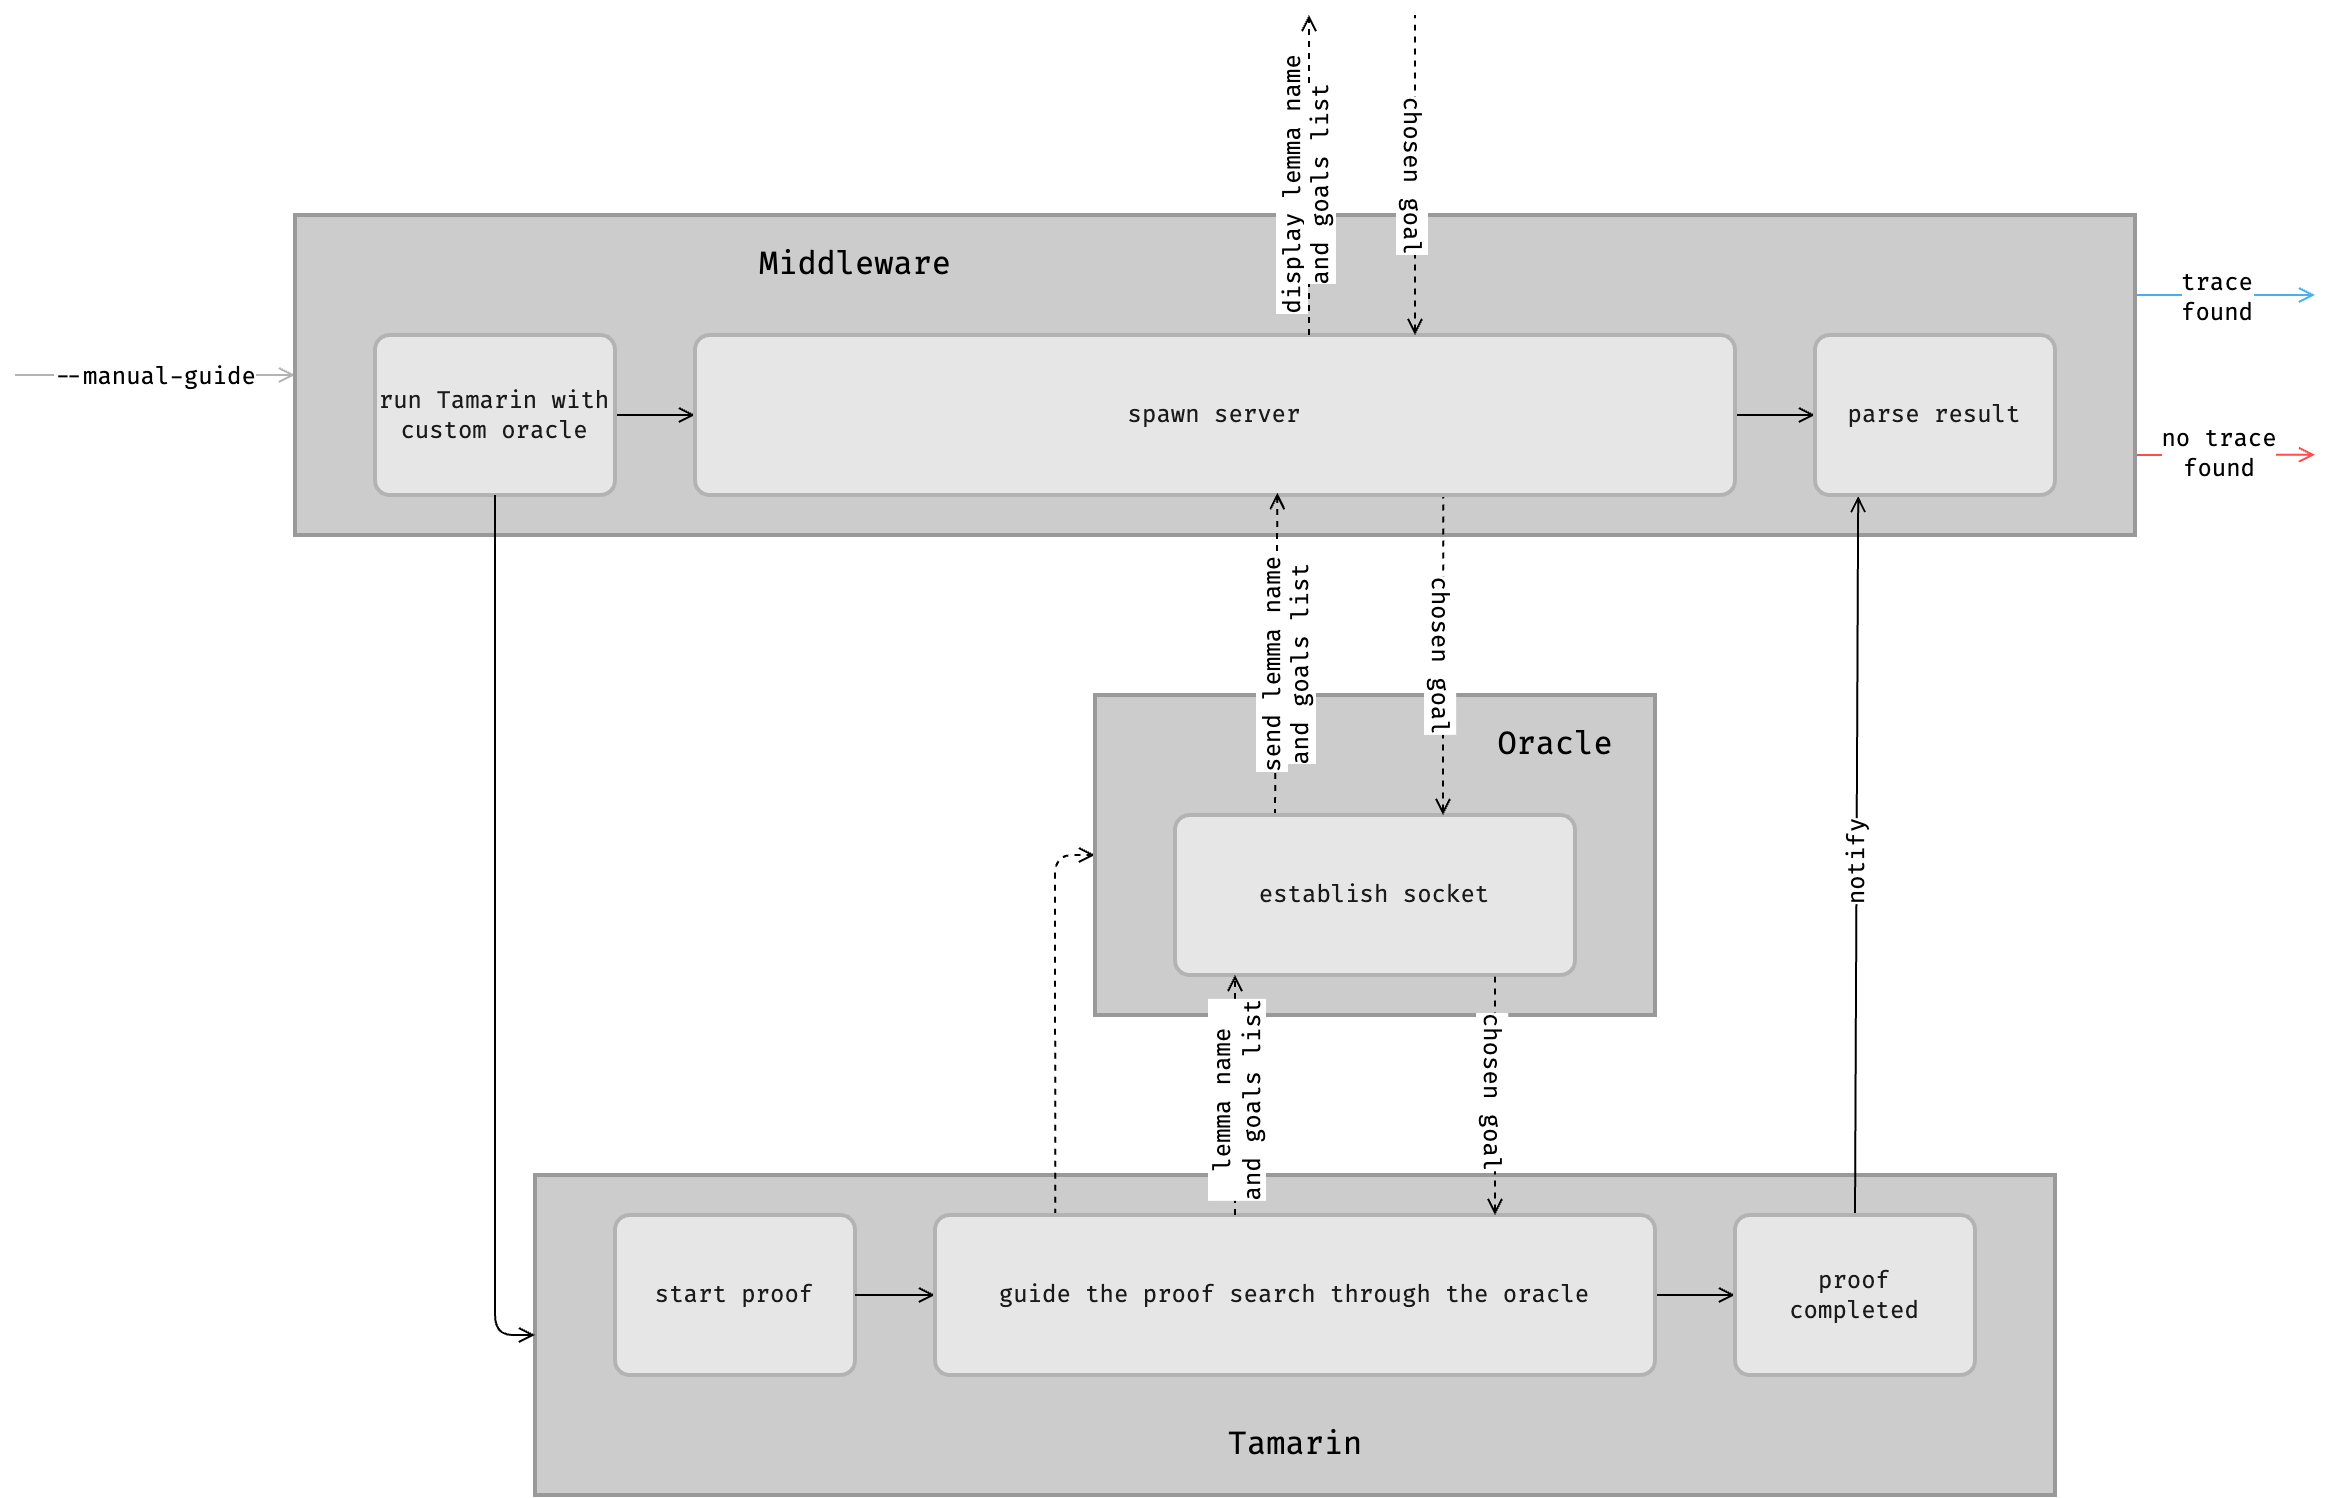 display lemma name
and goals list
chosen goal
Middleware
trace
found
--manual-guide
run Tamarin with
custom oracle
spawn server
parse result
no trace
found
send lemma name
and goals list
chosen goal
Oracle
notify
establish socket
lemma name
and goals list
chosen goal
start proof
guide the proof search through the oracle
proof
completed
Tamarin